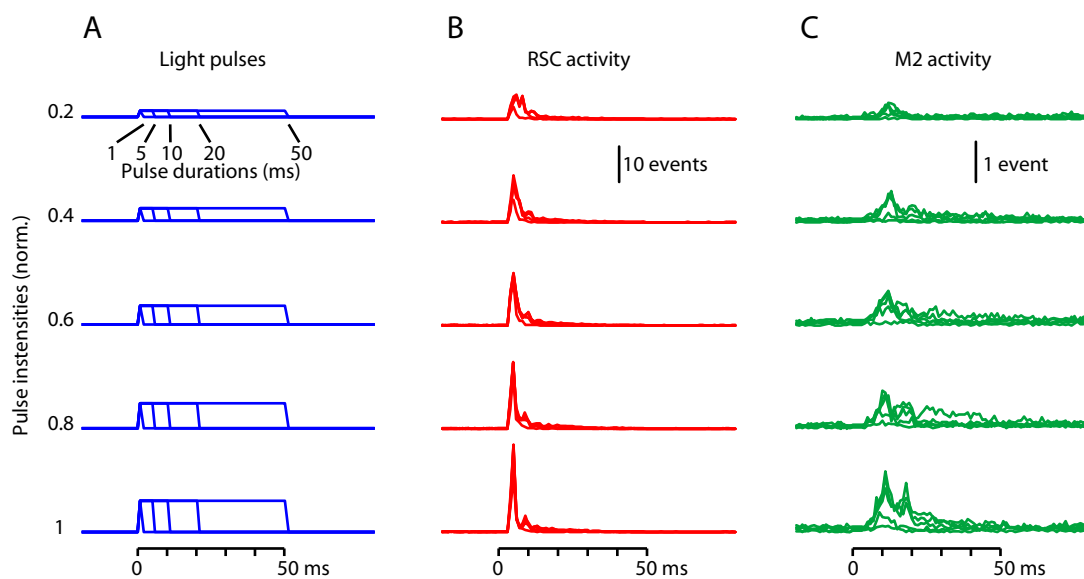 A
B
C
Light pulses
RSC activity
M2 activity
0.2
1 5 10 20 50
Pulse durations (ms)
10 events
1 event
Pulse instensities (norm.)
0.4
0.6
0.8
1
0 50 ms
0 50 ms
0 50 ms